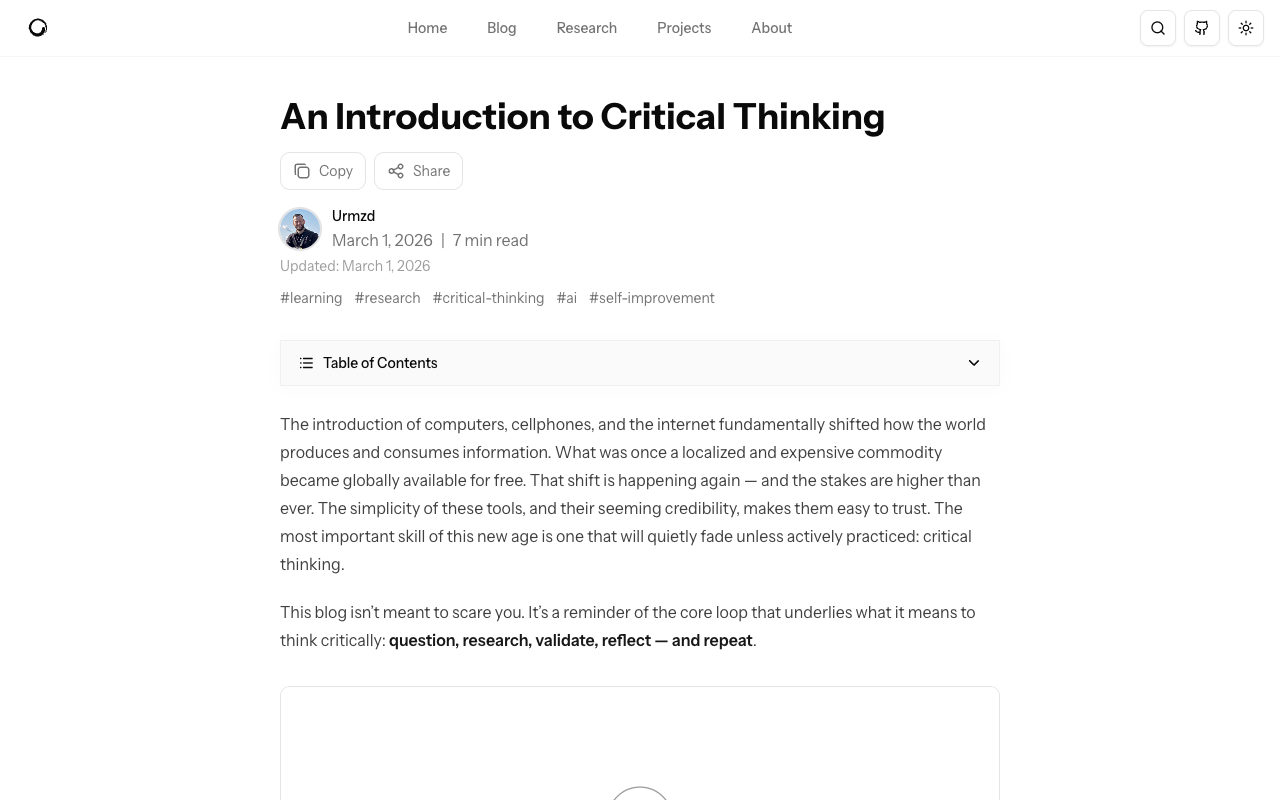 Home Blog Research Projects About
An Introduction to Critical Thinking
Copy Share
Urmzd
March 1, 2026 | 7 min read
Updated: March 1, 2026
#learning #research #critical-thinking #ai #self-improvement
Table of Contents
The introduction of computers, cellphones, and the internet fundamentally shifted how the world
produces and consumes information. What was once a localized and expensive commodity
became globally available for free. That shift is happening again — and the stakes are higher than
ever. The simplicity of these tools, and their seeming credibility, makes them easy to trust. The
most important skill of this new age is one that will quietly fade unless actively practiced: critical
thinking.
This blog isn’t meant to scare you. It’s a reminder of the core loop that underlies what it means to
think critically: question, research, validate, reflect — and repeat.